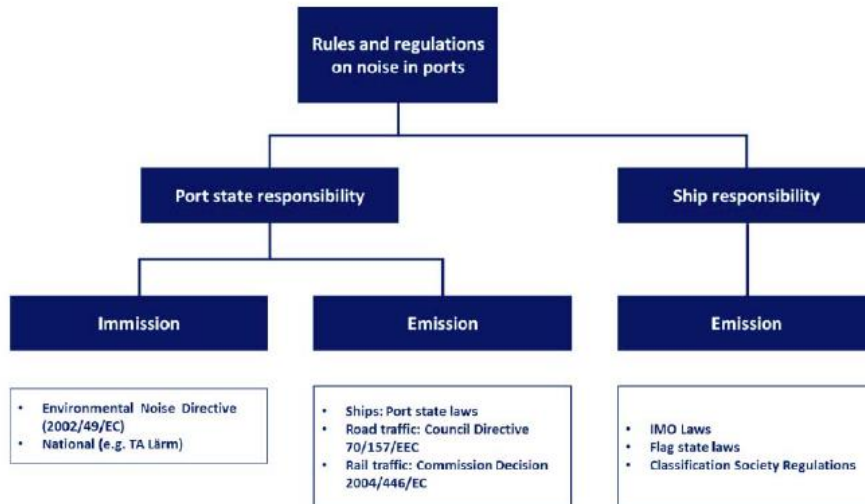 Rules and regulations
on noise in ports
Port state responsibility
Ship responsibility
Immission
Emission
Emission
• Environmental Noise Directive
(2002/49/EC)
• National (e.g. TA Lärm)
• Ships: Port state laws
• Road traffic: Council Directive
70/157/EEC
• Rail traffic: Commission Decision
2004/446/EC
• IMO Laws
• Flag state laws
• Classification Society Regulations